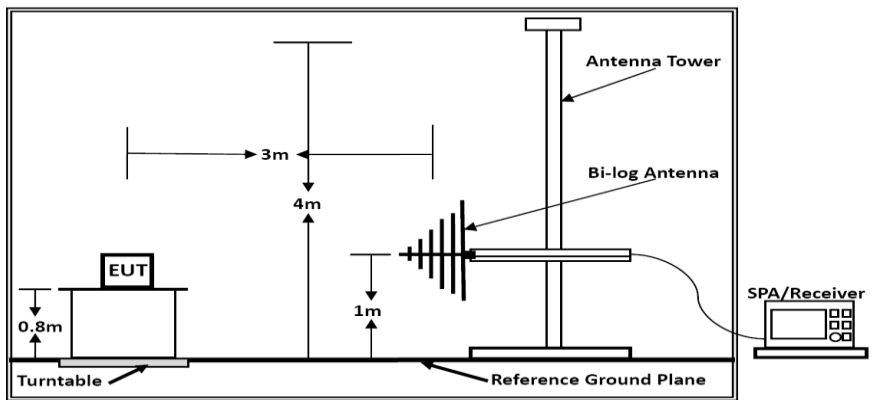 Antenna Tower
3m
Bi-log Antenna
4m
EUT
SPA/Receiver
0.8m
1m
Turntable
Reference Ground Plane